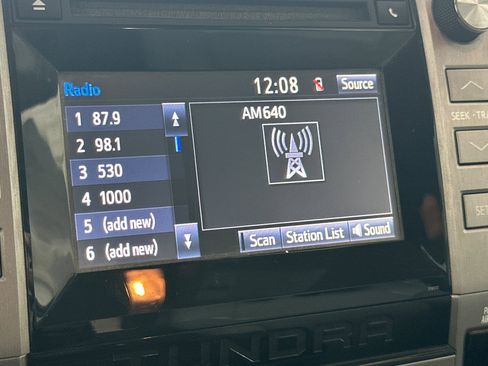 Radio 12:08 Source
1 87.9
2 98.1
3 530
4 1000
5 (add new)
6 (add new)
AM640
Scan Station List Sound
SEEK · TRA
SET
TUNDRA